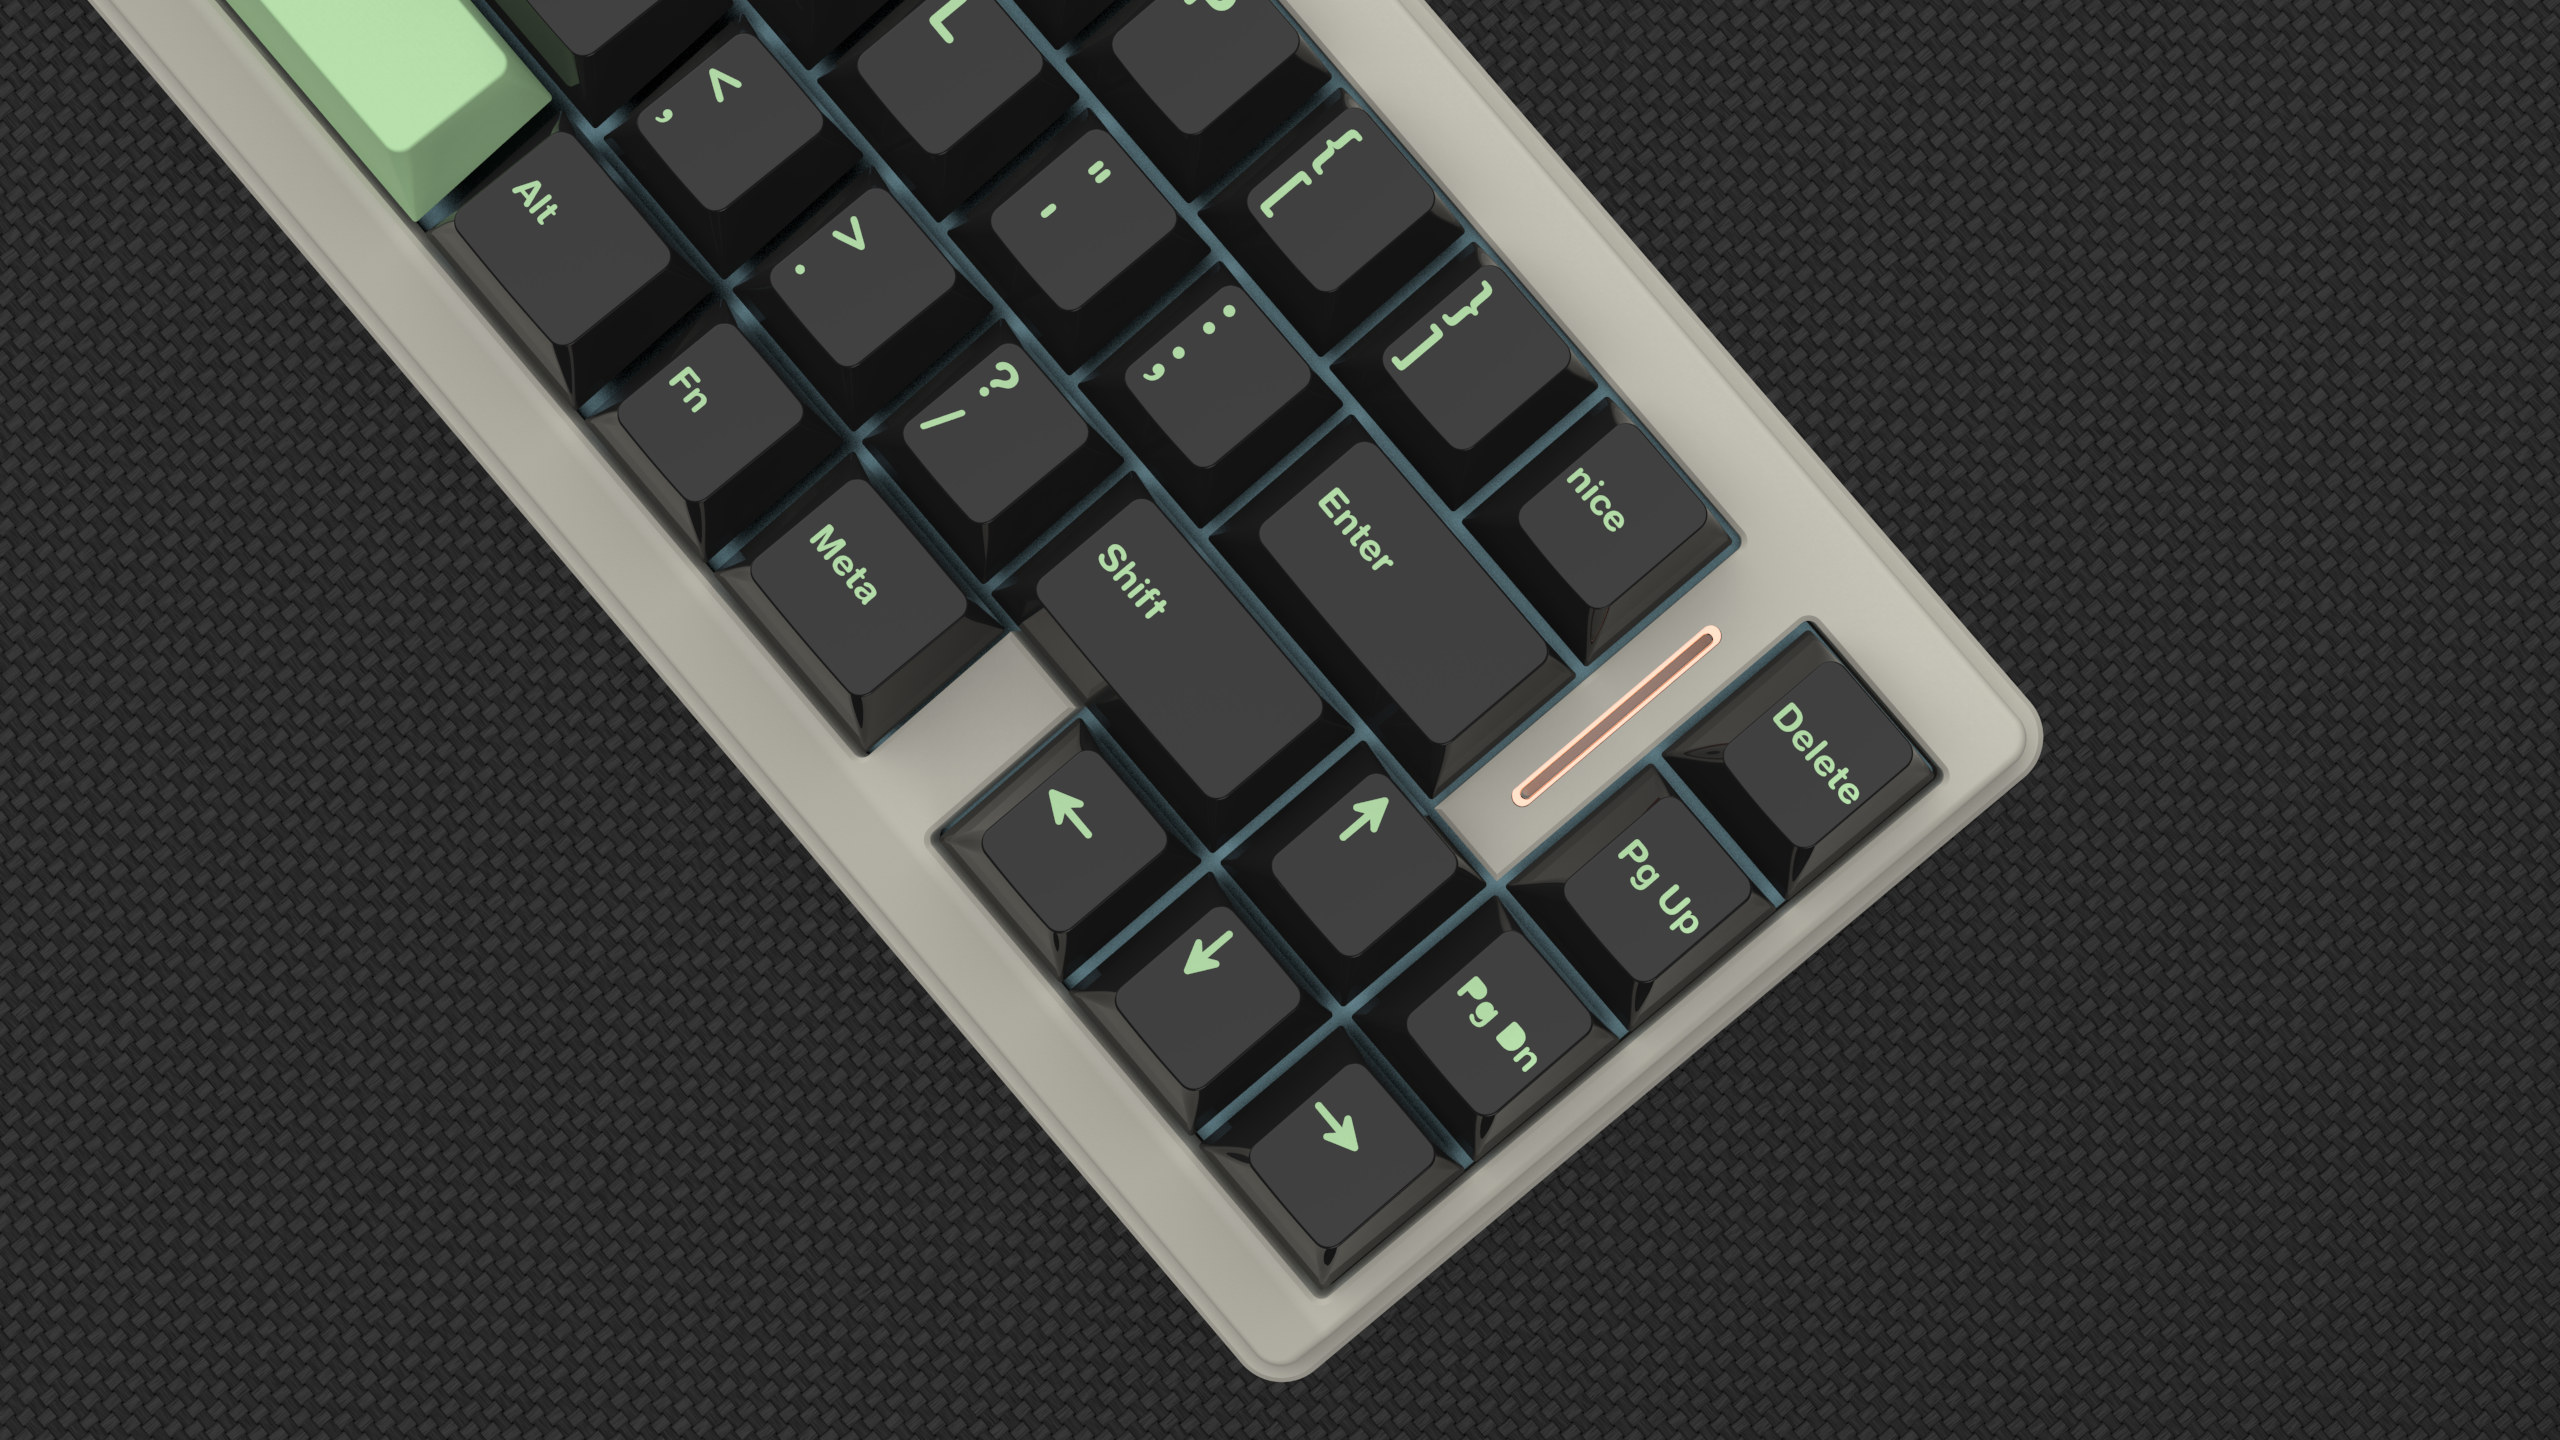 {
[
}
]
nice
Delete
L
"
'
:
;
Enter
Pg Up
<
,
>
.
?
/
Shift
↑
Pg Dn
Alt
Fn
Meta
←
↓
→